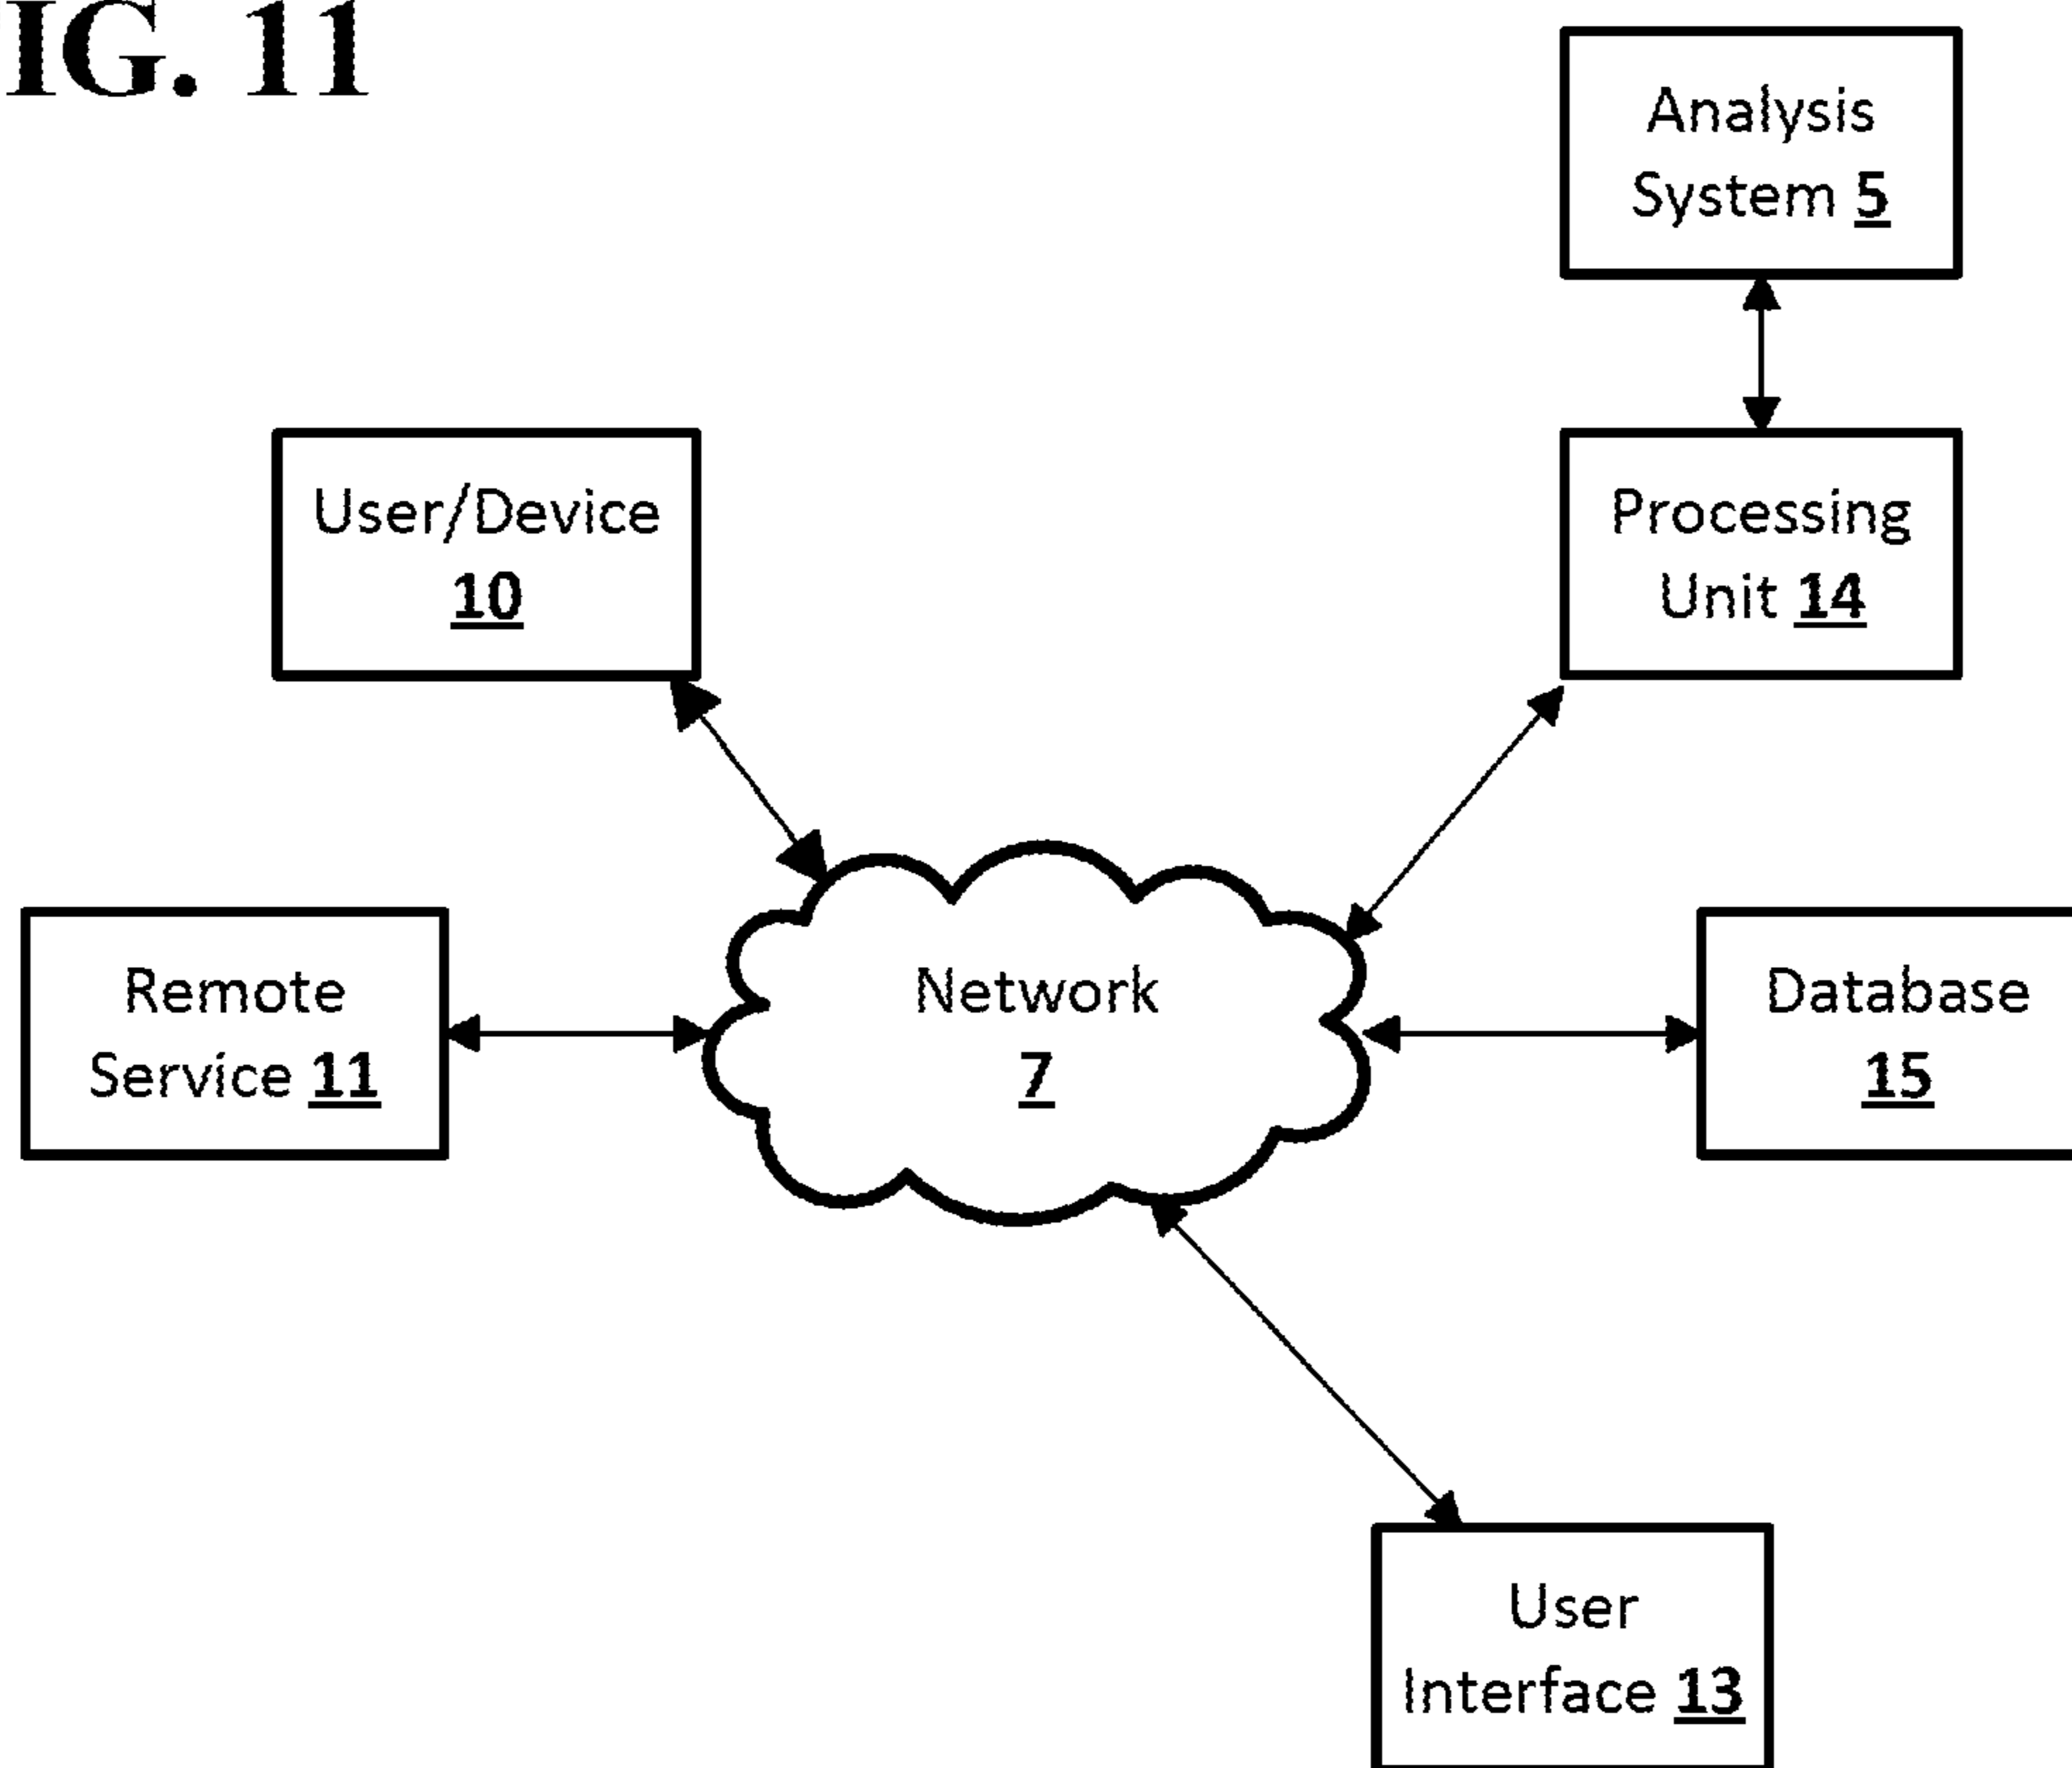 IG. 11
Analysis
System 5
User/Device
10
Processing
Unit 14
Remote
Service 11
Network
7
Database
15
User
Interface 13